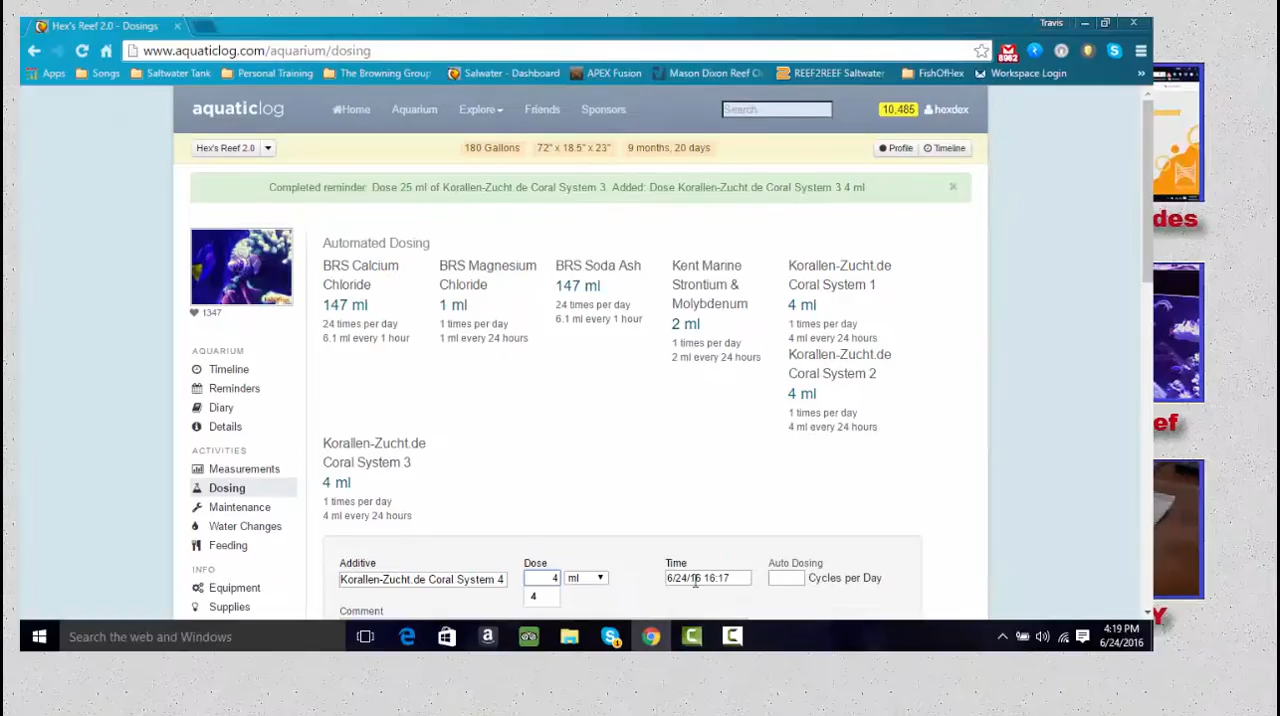 Hex's Reef 2.0 - Dosings
Travis
www.aquaticlog.com/aquarium/dosing
8962
Apps Songs Saltwater Tank Personal Training The Browning Group Salwater - Dashboard APEX Fusion Mason Dixon Reef Cl REEF2REEF Saltwater FishOfHex Workspace Login »
aquaticlog Home Aquarium Explore Friends Sponsors Search 10,485 hexdex
Hex's Reef 2.0 180 Gallons 72" x 18.5" x 23" 9 months, 20 days Profile Timeline
Completed reminder: Dose 25 ml of Korallen-Zucht.de Coral System 3. Added: Dose Korallen-Zucht.de Coral System 3 4 ml ×
1347
AQUARIUM
Timeline
Reminders
Diary
Details
ACTIVITIES
Measurements
Dosing
Maintenance
Water Changes
Feeding
INFO
Equipment
Supplies
Automated Dosing
BRS Calcium
Chloride
147 ml
24 times per day
6.1 ml every 1 hour
BRS Magnesium
Chloride
1 ml
1 times per day
1 ml every 24 hours
BRS Soda Ash
147 ml
24 times per day
6.1 ml every 1 hour
Kent Marine
Strontium &
Molybdenum
2 ml
1 times per day
2 ml every 24 hours
Korallen-Zucht.de
Coral System 1
4 ml
1 times per day
4 ml every 24 hours
Korallen-Zucht.de
Coral System 2
4 ml
1 times per day
4 ml every 24 hours
Korallen-Zucht.de
Coral System 3
4 ml
1 times per day
4 ml every 24 hours
Additive Dose Time Auto Dosing
Korallen-Zucht.de Coral System 4 4 ml 6/24/16 16:17 Cycles per Day
4
Comment
Search the web and Windows
4:19 PM
6/24/2016
des
ef
Y